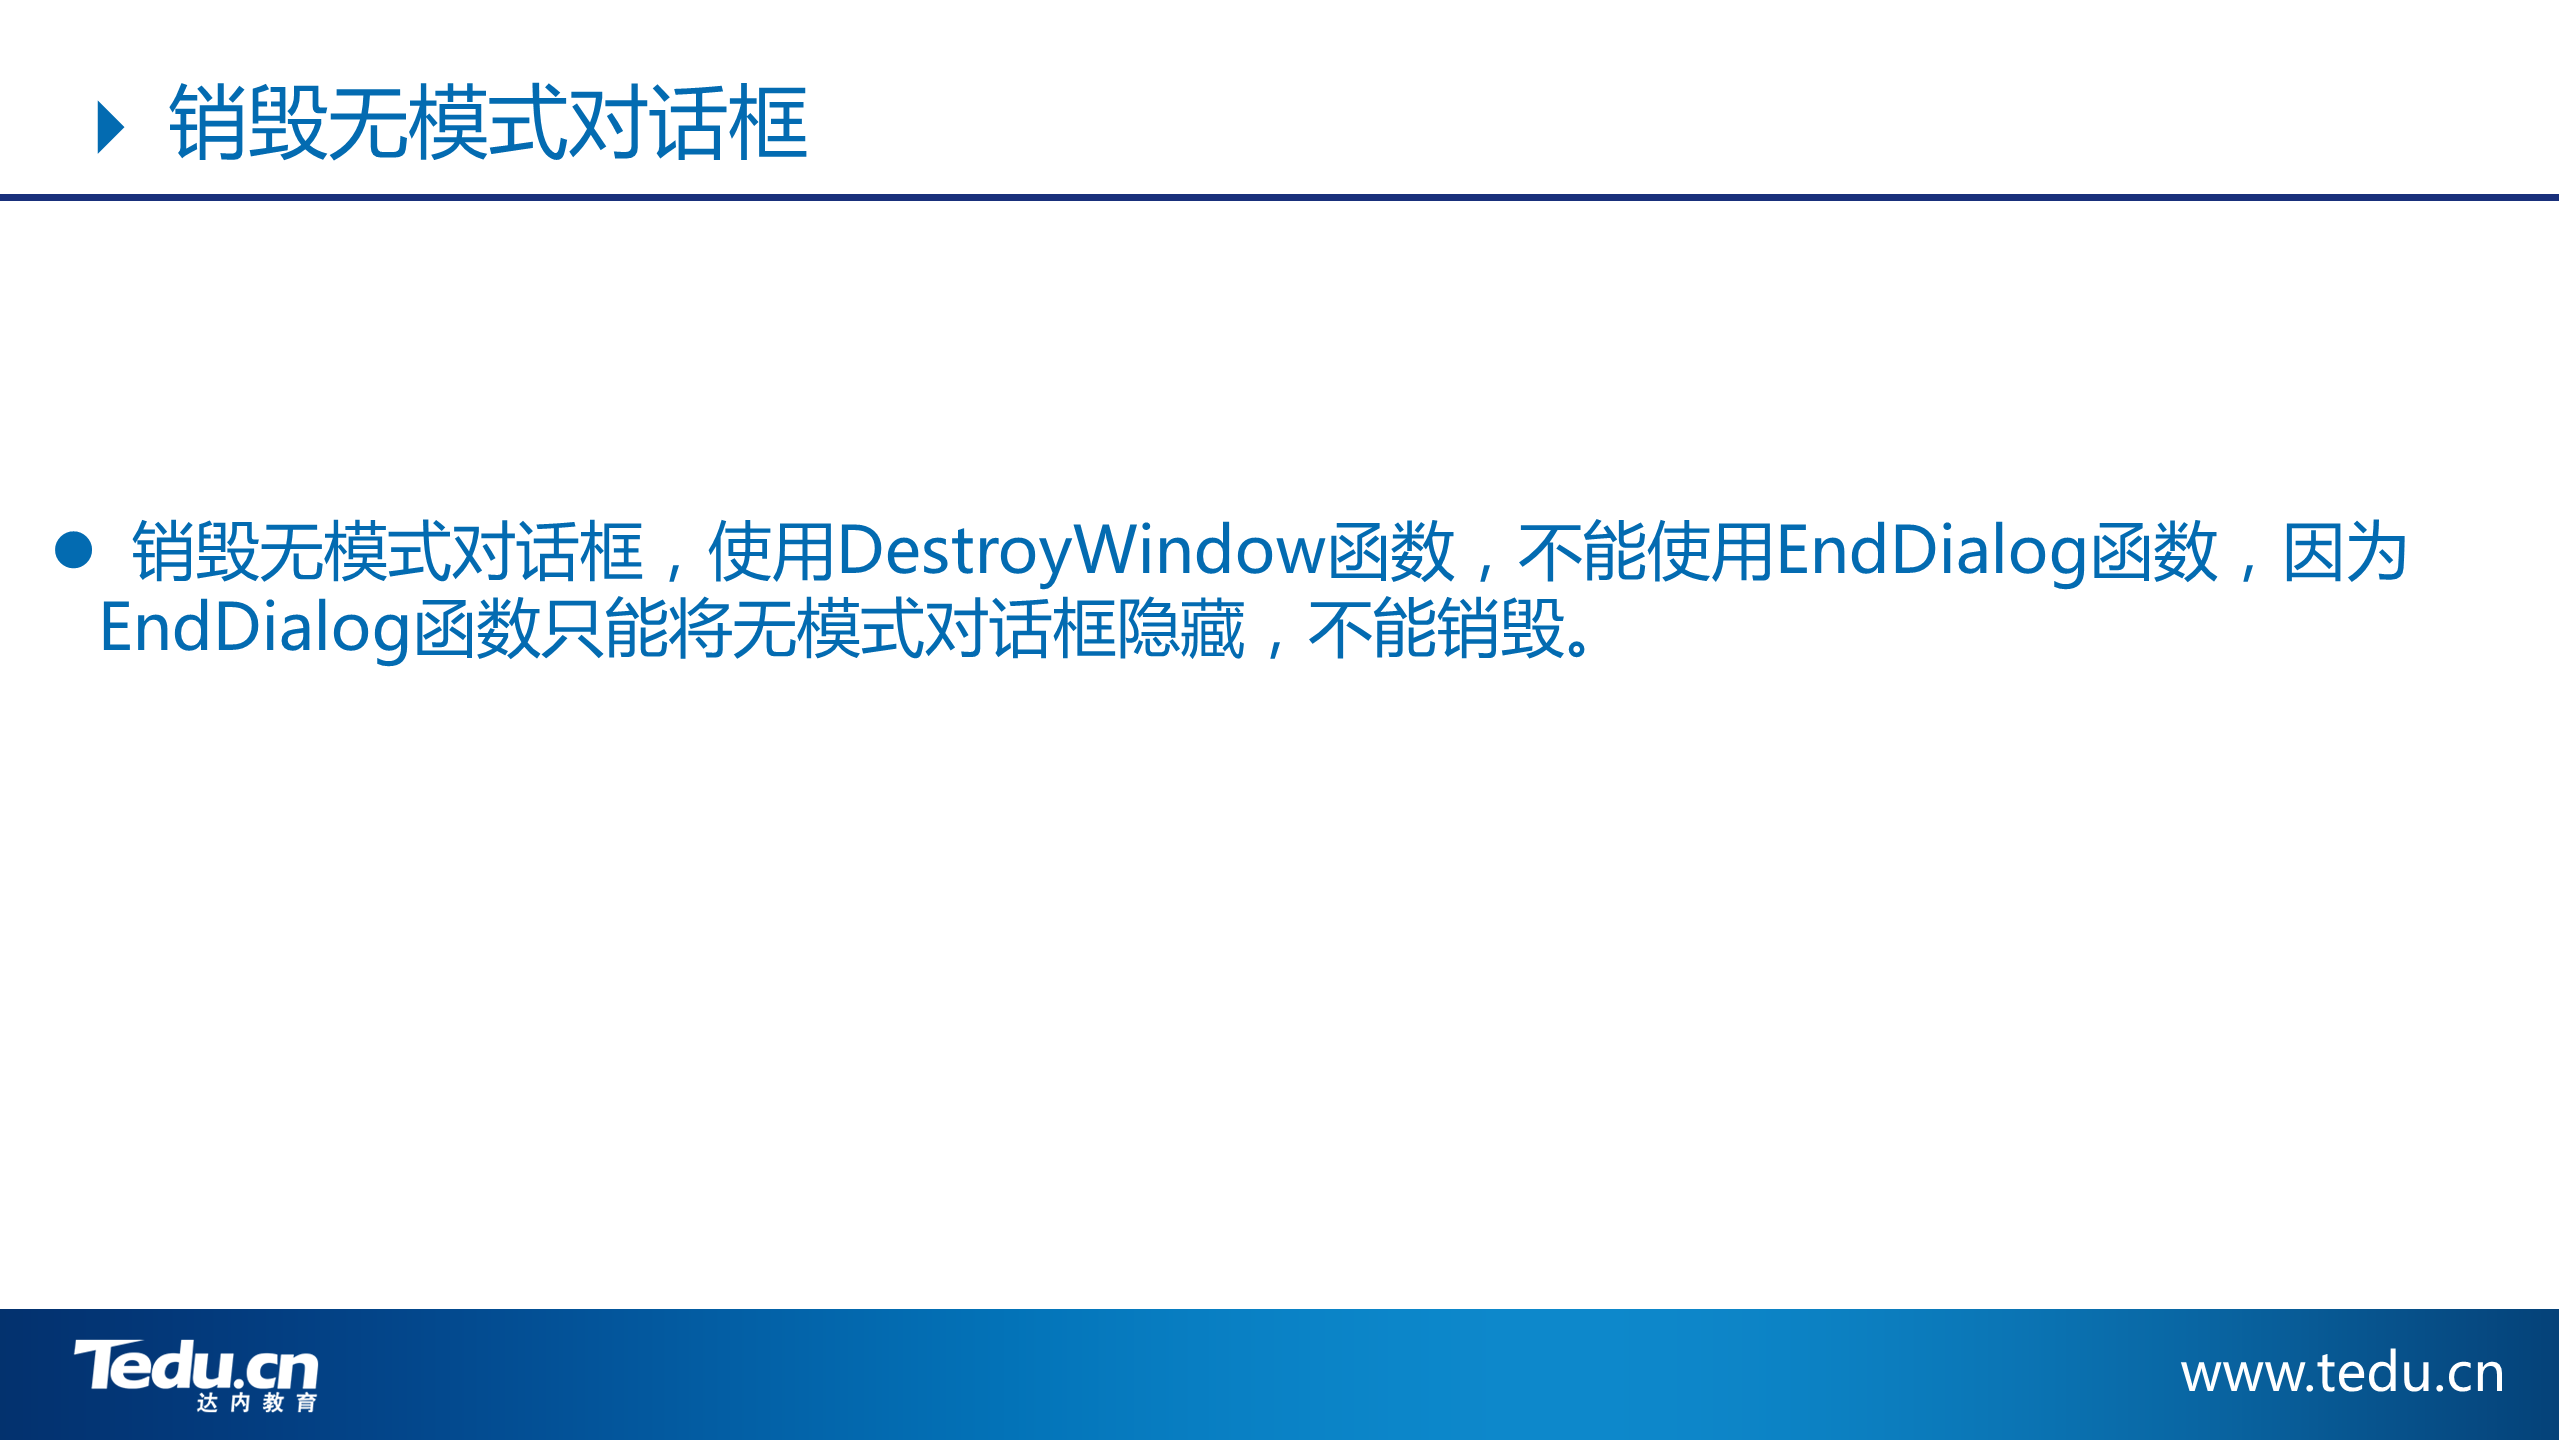 销毁无模式对话框
销毁无模式对话框，使用DestroyWindow函数，不能使用EndDialog函数，因为
EndDialog函数只能将无模式对话框隐藏，不能销毁。
Tedu.cn
达内教育
www.tedu.cn